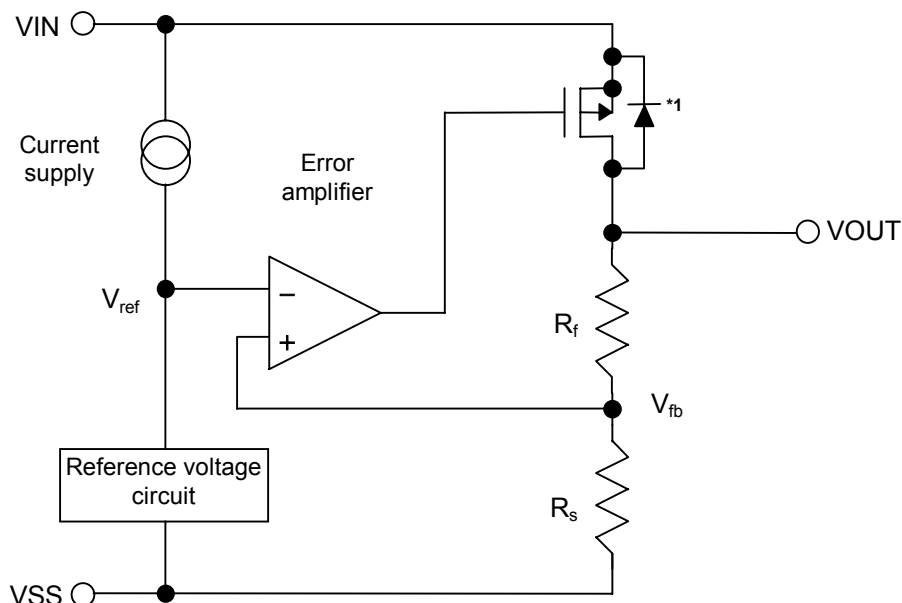 VIN
*1
Current
supply
Error
amplifier
VOUT
Vref
−
+
Rf
Vfb
Reference voltage
circuit
Rs
VSS